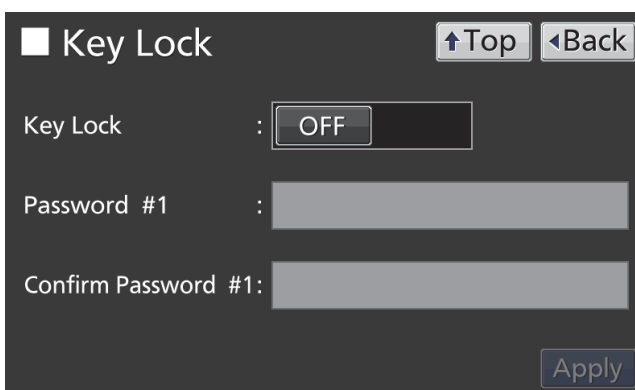 Key Lock
Top
Back
Key Lock : OFF
Password #1 :
Confirm Password #1:
Apply